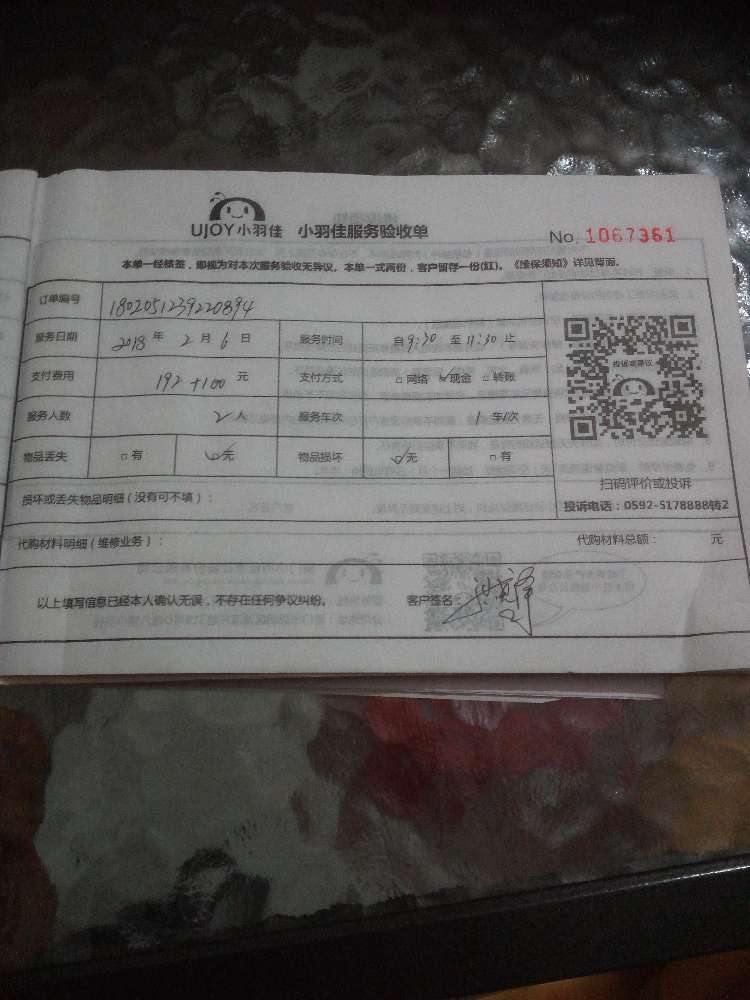 UJOY小羽佳 小羽佳服务验收单 No. 1067361
本单一经核签，即视为对本次服务验收无异议。本单一式两份，客户留存一份(红)。《维保须知》详见背面。
订单编号 1802051239220894
服务日期 2018 年 2 月 6 日 服务时间 自 9:30 至 11:30 止
支付费用 192+100 元 支付方式 □网络 ☑现金 □转账
服务人数 2 人 服务车次 1 车/次
物品丢失 □有 ☑无 物品损坏 ☑无 □有
投诉或建议
扫码评价或投诉
损坏或丢失物品明细（没有可不填）：
投诉电话：0592-5178888转2
代购材料明细（维修业务）： 代购材料总额： 元
以上填写信息已经本人确认无误，不存在任何争议纠纷。 客户签名：